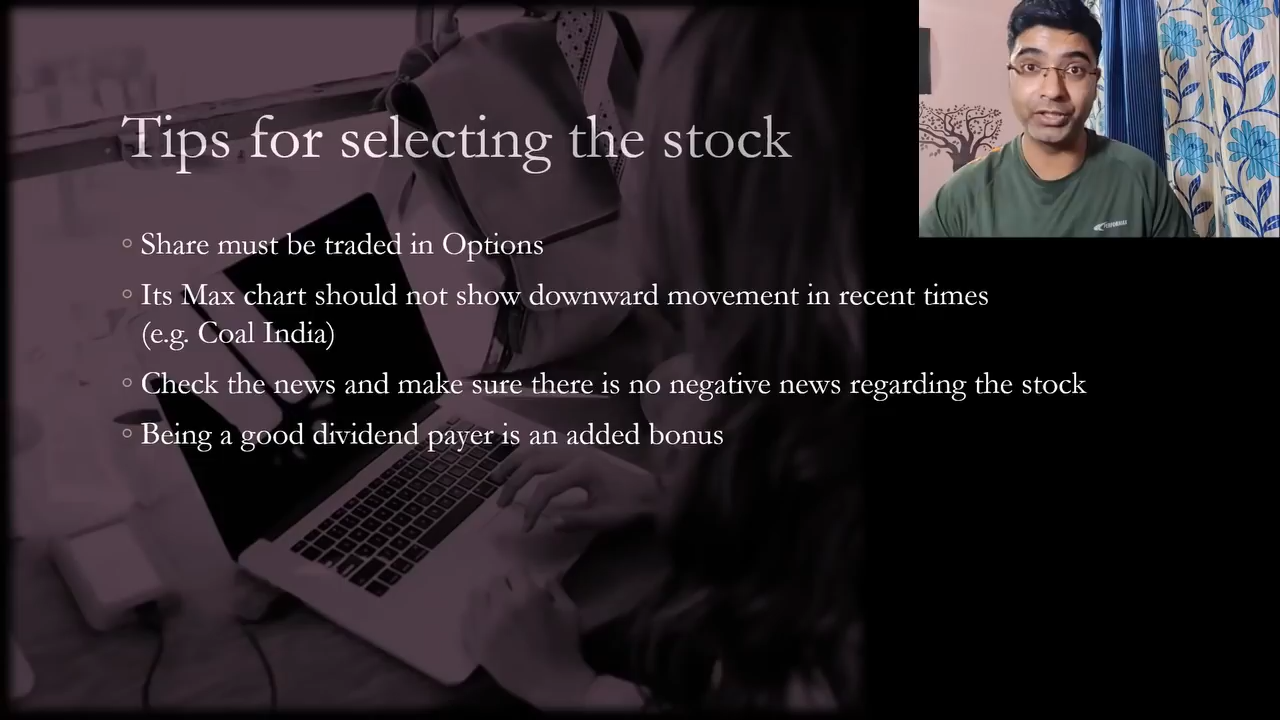 Tips for selecting the stock
Share must be traded in Options
Its Max chart should not show downward movement in recent times
(e.g. Coal India)
Check the news and make sure there is no negative news regarding the stock
Being a good dividend payer is an added bonus